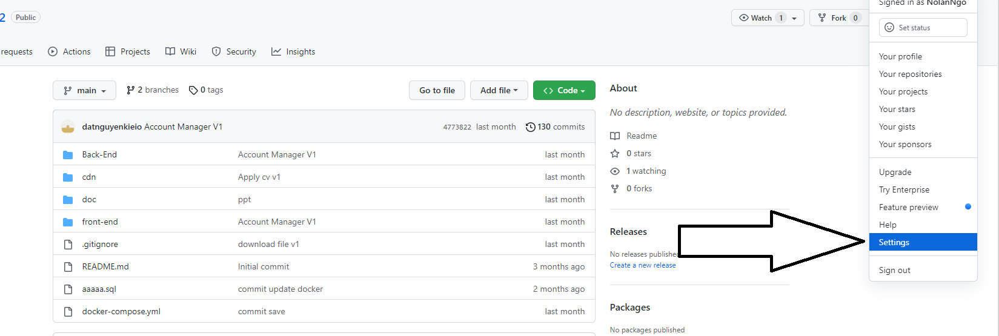 2 Public
Watch 1
Fork 0
Signed in as NolanNgo
Set status
requests Actions Projects Wiki Security Insights
main 2 branches 0 tags Go to file Add file Code
datnguyenkieio Account Manager V1 4773822 last month 130 commits
Back-End Account Manager V1 last month
cdn Apply cv v1 last month
doc ppt last month
front-end Account Manager V1 last month
.gitignore download file v1 last month
README.md Initial commit 3 months ago
aaaaa.sql commit update docker 2 months ago
docker-compose.yml commit save last month
About
No description, website, or topics provided.
Readme
0 stars
1 watching
0 forks
Releases
No releases published
Create a new release
Packages
No packages published
Your profile
Your repositories
Your projects
Your stars
Your gists
Your sponsors
Upgrade
Try Enterprise
Feature preview
Help
Settings
Sign out